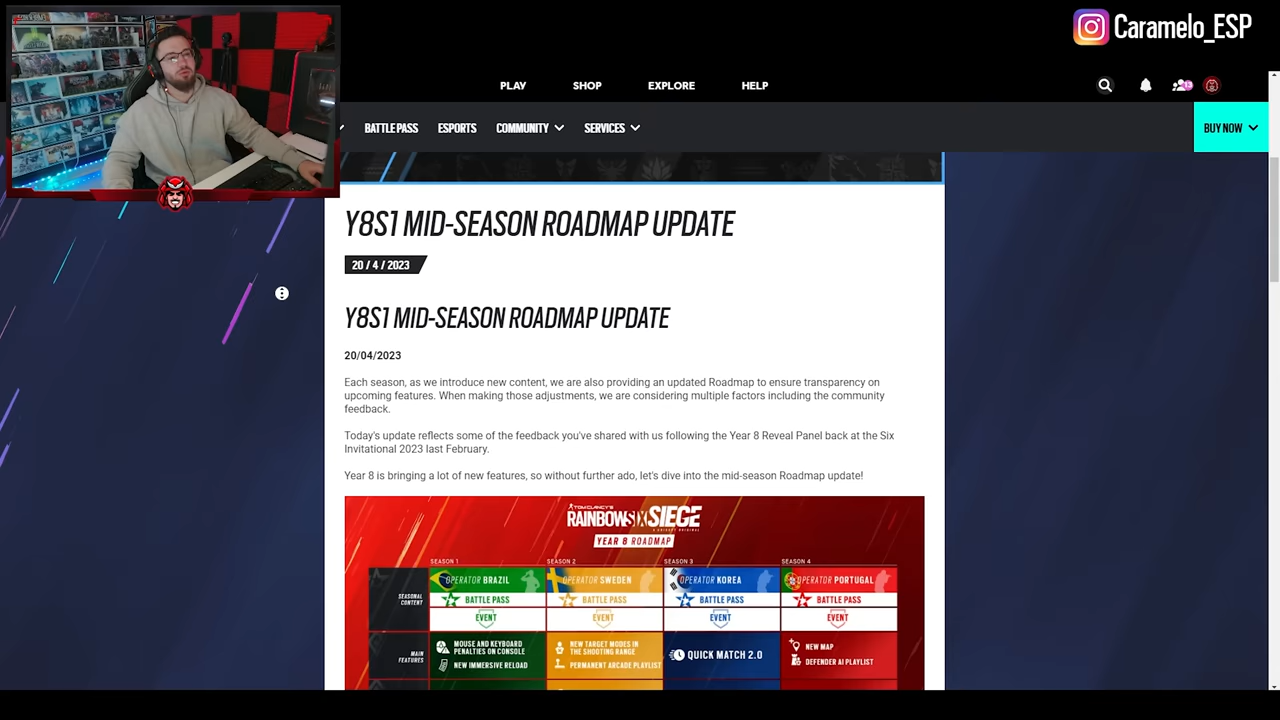 Caramelo_ESP
PLAY
SHOP
EXPLORE
HELP
BATTLE PASS
ESPORTS
COMMUNITY
SERVICES
BUY NOW
Y8S1 MID-SEASON ROADMAP UPDATE
20 / 4 / 2023
Y8S1 MID-SEASON ROADMAP UPDATE
20/04/2023
Each season, as we introduce new content, we are also providing an updated Roadmap to ensure transparency on
upcoming features. When making those adjustments, we are considering multiple factors including the community
feedback.
Today's update reflects some of the feedback you've shared with us following the Year 8 Reveal Panel back at the Six
Invitational 2023 last February.
Year 8 is bringing a lot of new features, so without further ado, let's dive into the mid-season Roadmap update!
TOM CLANCY'S
RAINBOW SIX SIEGE
YEAR 8 ROADMAP
SEASON 1
SEASON 2
SEASON 3
SEASON 4
SEASONAL
CONTENT
OPERATOR BRAZIL
OPERATOR SWEDEN
OPERATOR KOREA
OPERATOR PORTUGAL
BATTLE PASS
BATTLE PASS
BATTLE PASS
BATTLE PASS
EVENT
EVENT
EVENT
EVENT
MAIN
FEATURES
MOUSE AND KEYBOARD
PENALTIES ON CONSOLE
NEW IMMERSIVE RELOAD
NEW TARGET MODES IN
THE SHOOTING RANGE
PERMANENT ARCADE PLAYLIST
QUICK MATCH 2.0
NEW MAP
DEFENDER AI PLAYLIST